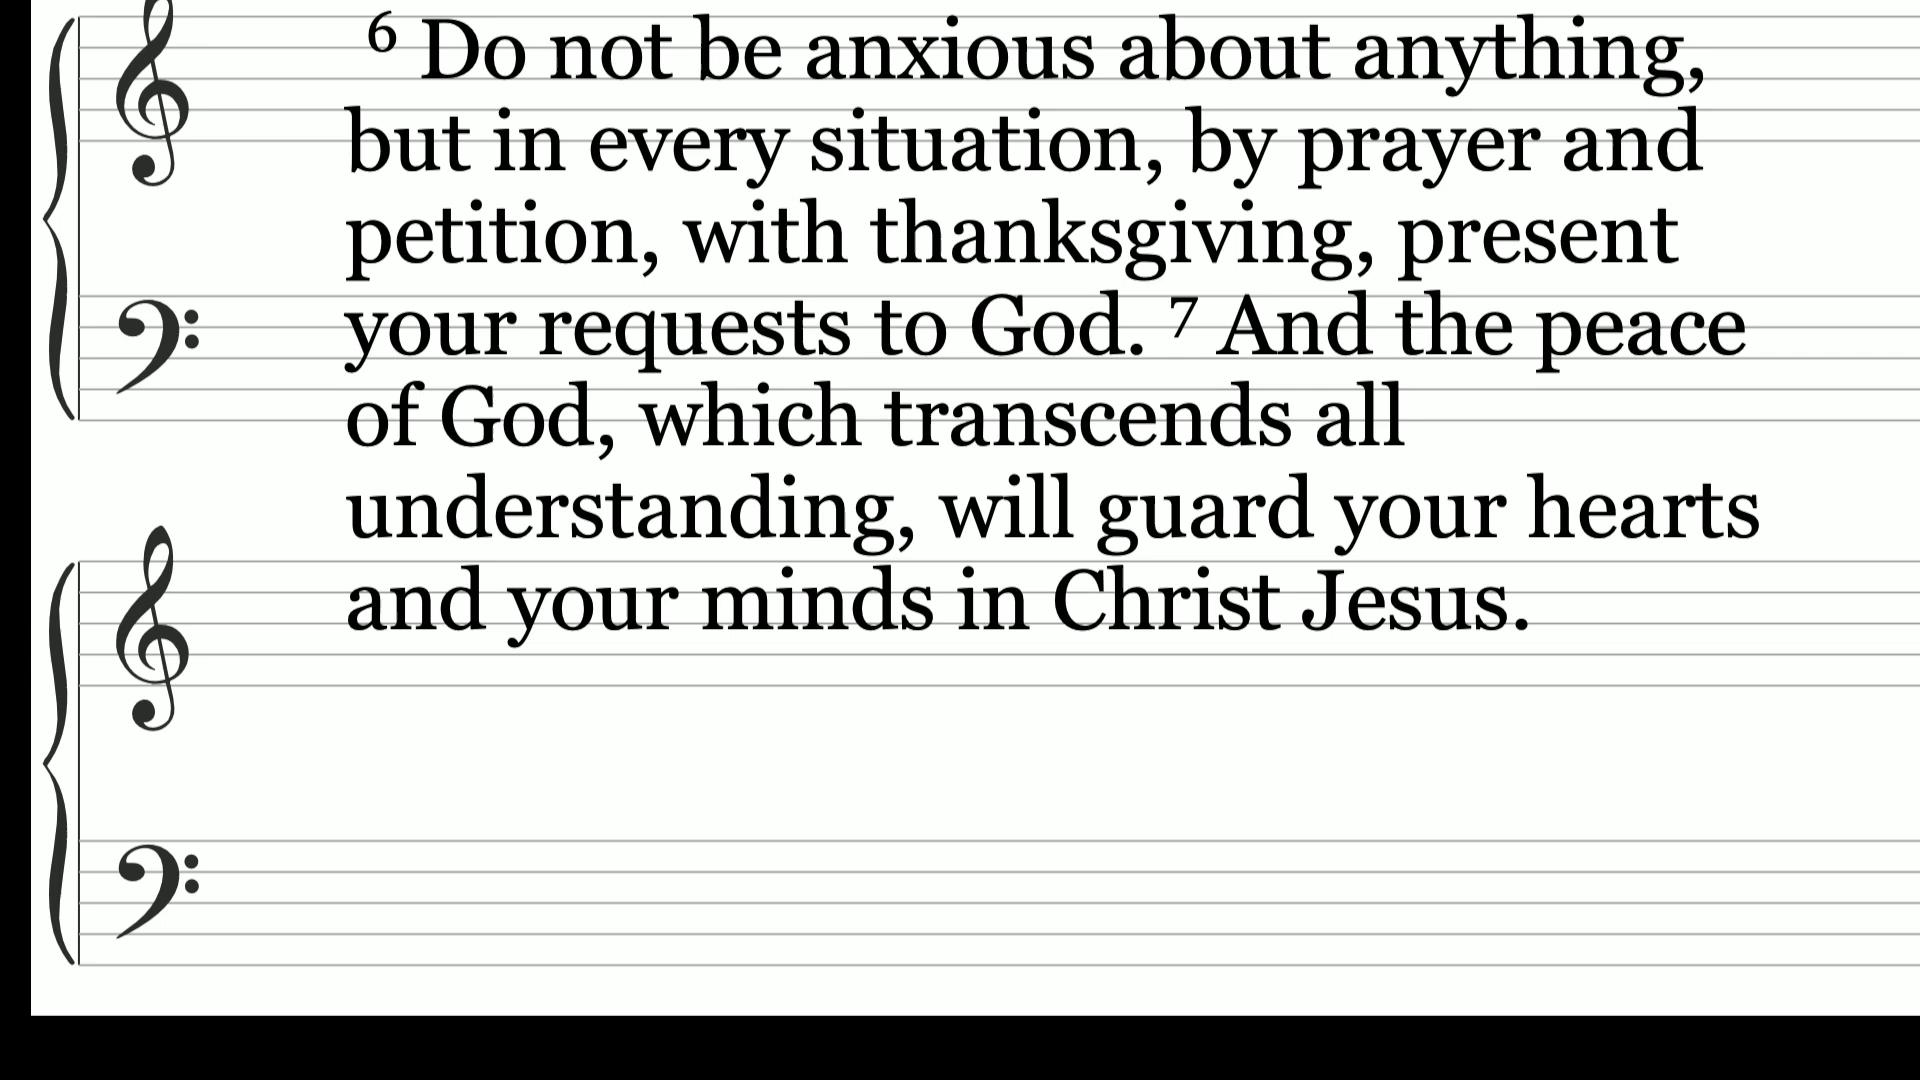 ⁶ Do not be anxious about anything,
but in every situation, by prayer and
petition, with thanksgiving, present
your requests to God. ⁷ And the peace
of God, which transcends all
understanding, will guard your hearts
and your minds in Christ Jesus.